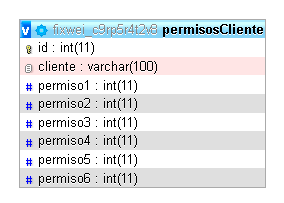 v fixwei_c9rp5r4t2v8 permisosCliente
id : int(11)
cliente : varchar(100)
# permiso1 : int(11)
# permiso2 : int(11)
# permiso3 : int(11)
# permiso4 : int(11)
# permiso5 : int(11)
# permiso6 : int(11)